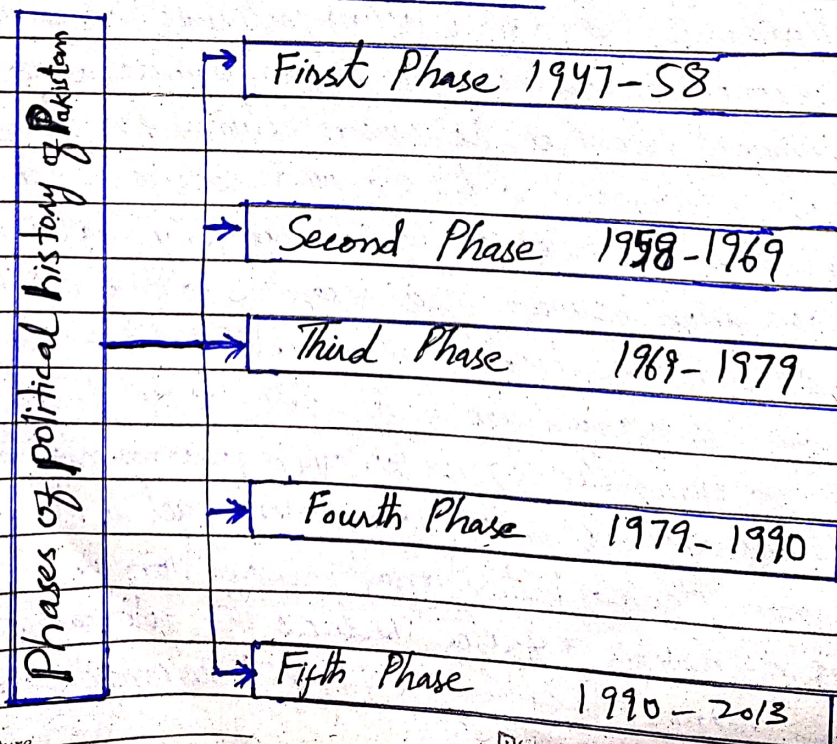 Phases of political history of Pakistan
First Phase 1947-58
Second Phase 1958-1969
Third Phase 1969-1979
Fourth Phase 1979-1990
Fifth Phase 1990-2013